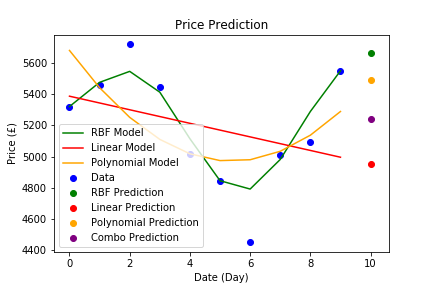 Price Prediction
Price (£)
5600
5400
5200
5000
4800
4600
4400
RBF Model
Linear Model
Polynomial Model
Data
RBF Prediction
Linear Prediction
Polynomial Prediction
Combo Prediction
0 2 4 6 8 10
Date (Day)